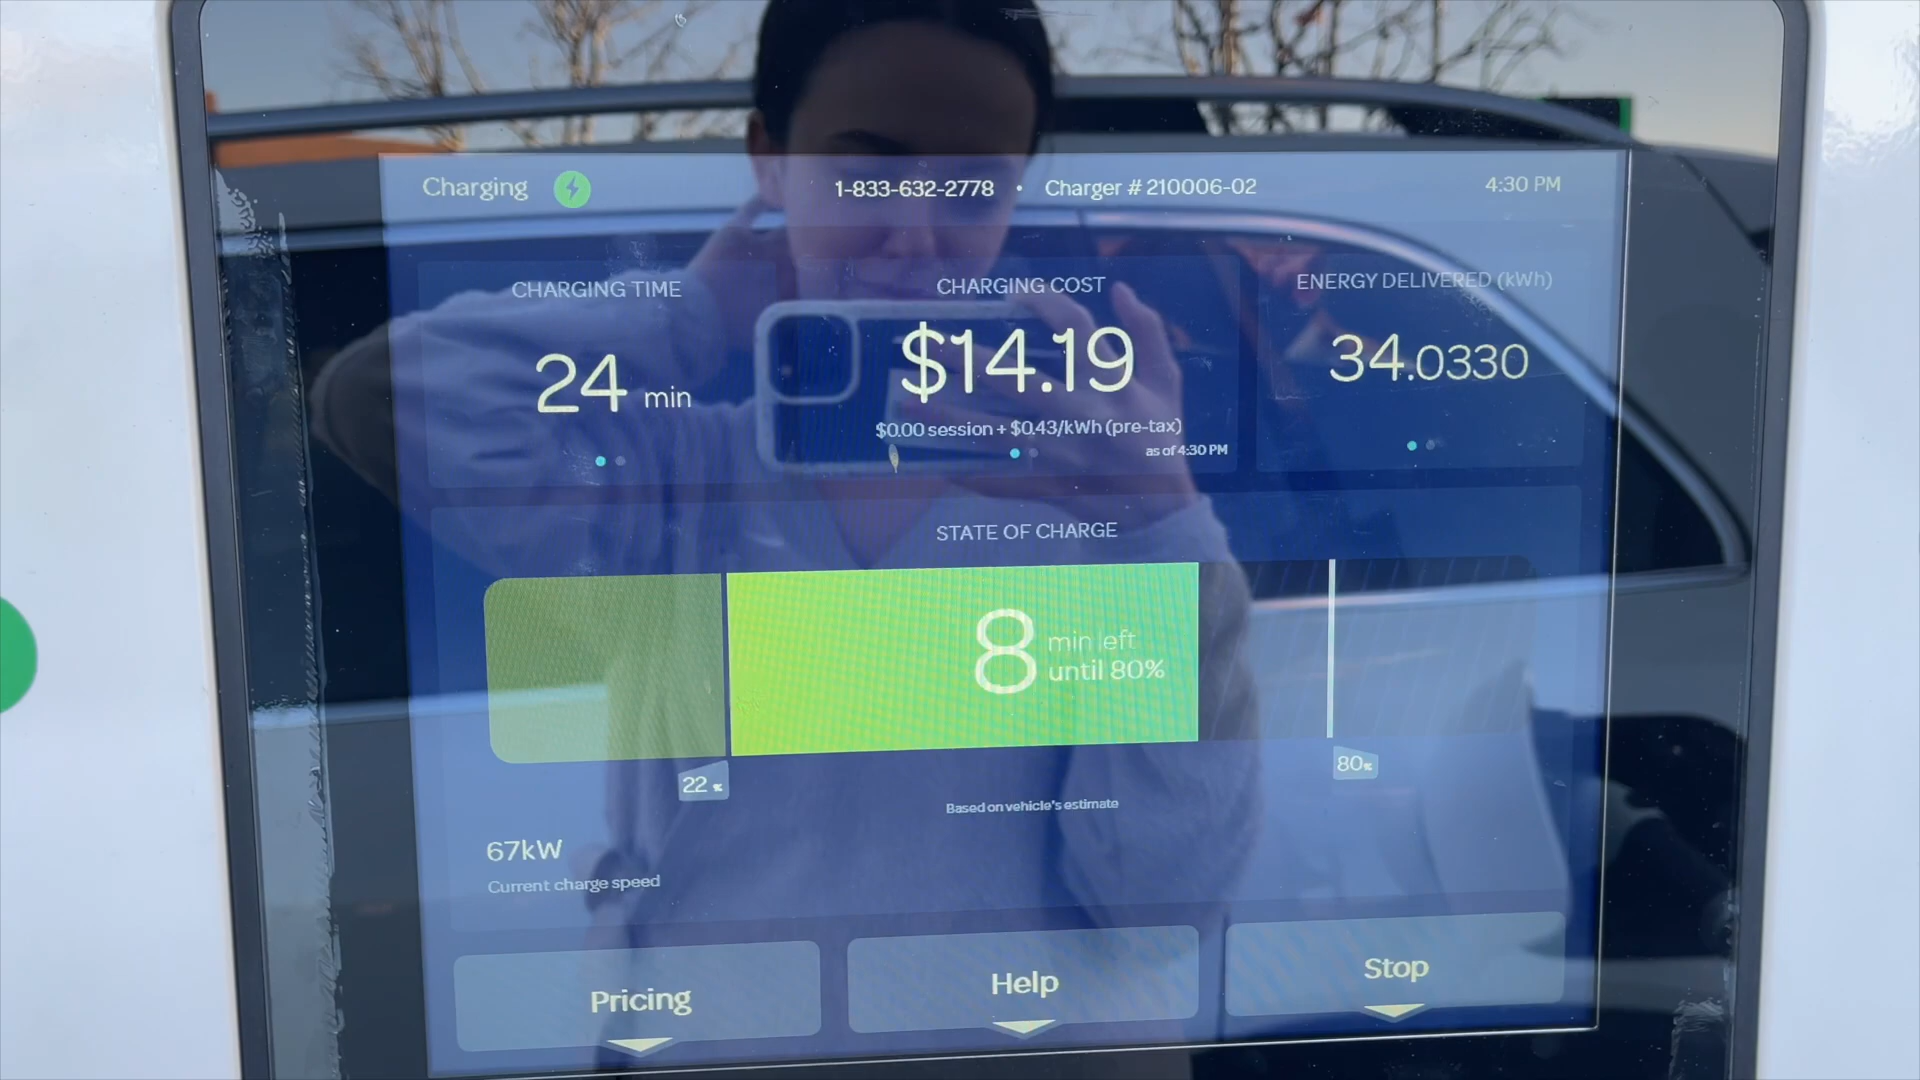 Charging 1-833-632-2778 • Charger # 210006-02 4:30 PM
CHARGING TIME
24 min
CHARGING COST
$14.19
$0.00 session + $0.43/kWh (pre-tax)
as of 4:30 PM
ENERGY DELIVERED (kWh)
34.0330
STATE OF CHARGE
8 min left
until 80%
22%
80%
Based on vehicle's estimate
67kW
Current charge speed
Pricing
Help
Stop